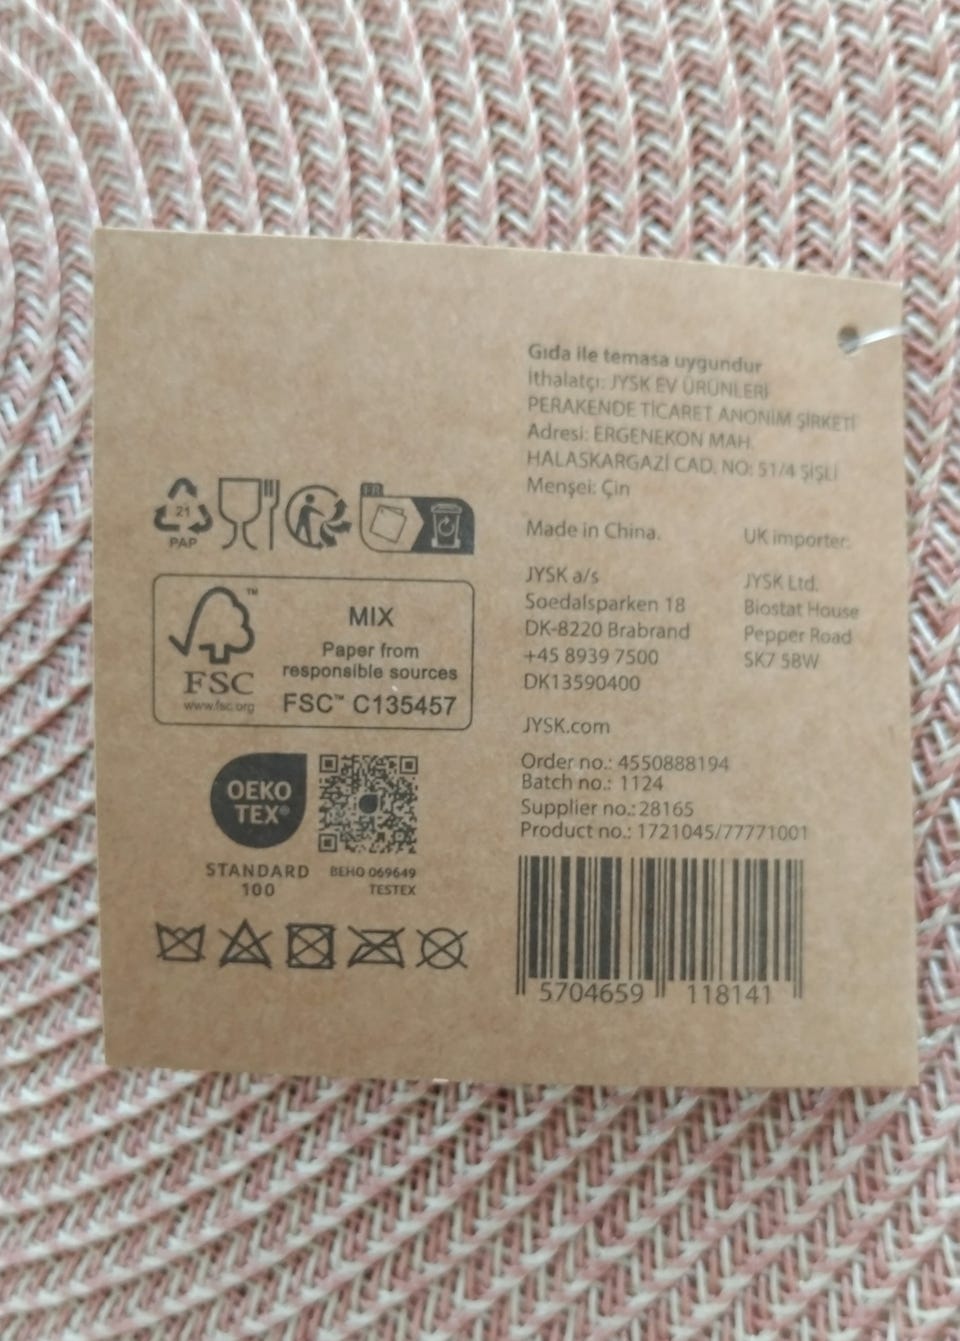 Gıda ile temasa uygundur
İthalatçı: JYSK EV ÜRÜNLERİ
PERAKENDE TİCARET ANONİM ŞİRKETİ
Adresi: ERGENEKON MAH.
HALASKARGAZİ CAD. NO: 51/4 ŞİŞLİ
Menşei: Çin
Made in China.
JYSK a/s
Soedalsparken 18
DK-8220 Brabrand
+45 8939 7500
DK13590400
JYSK.com
UK importer:
JYSK Ltd.
Biostat House
Pepper Road
SK7 5BW
Order no.: 4550888194
Batch no.: 1124
Supplier no.: 28165
Product no.: 1721045/77771001
5704659 118141
21
PAP
FR
FSC
www.fsc.org
MIX
Paper from
responsible sources
FSC™ C135457
OEKO
TEX®
STANDARD
100
BEHO 069649
TESTEX